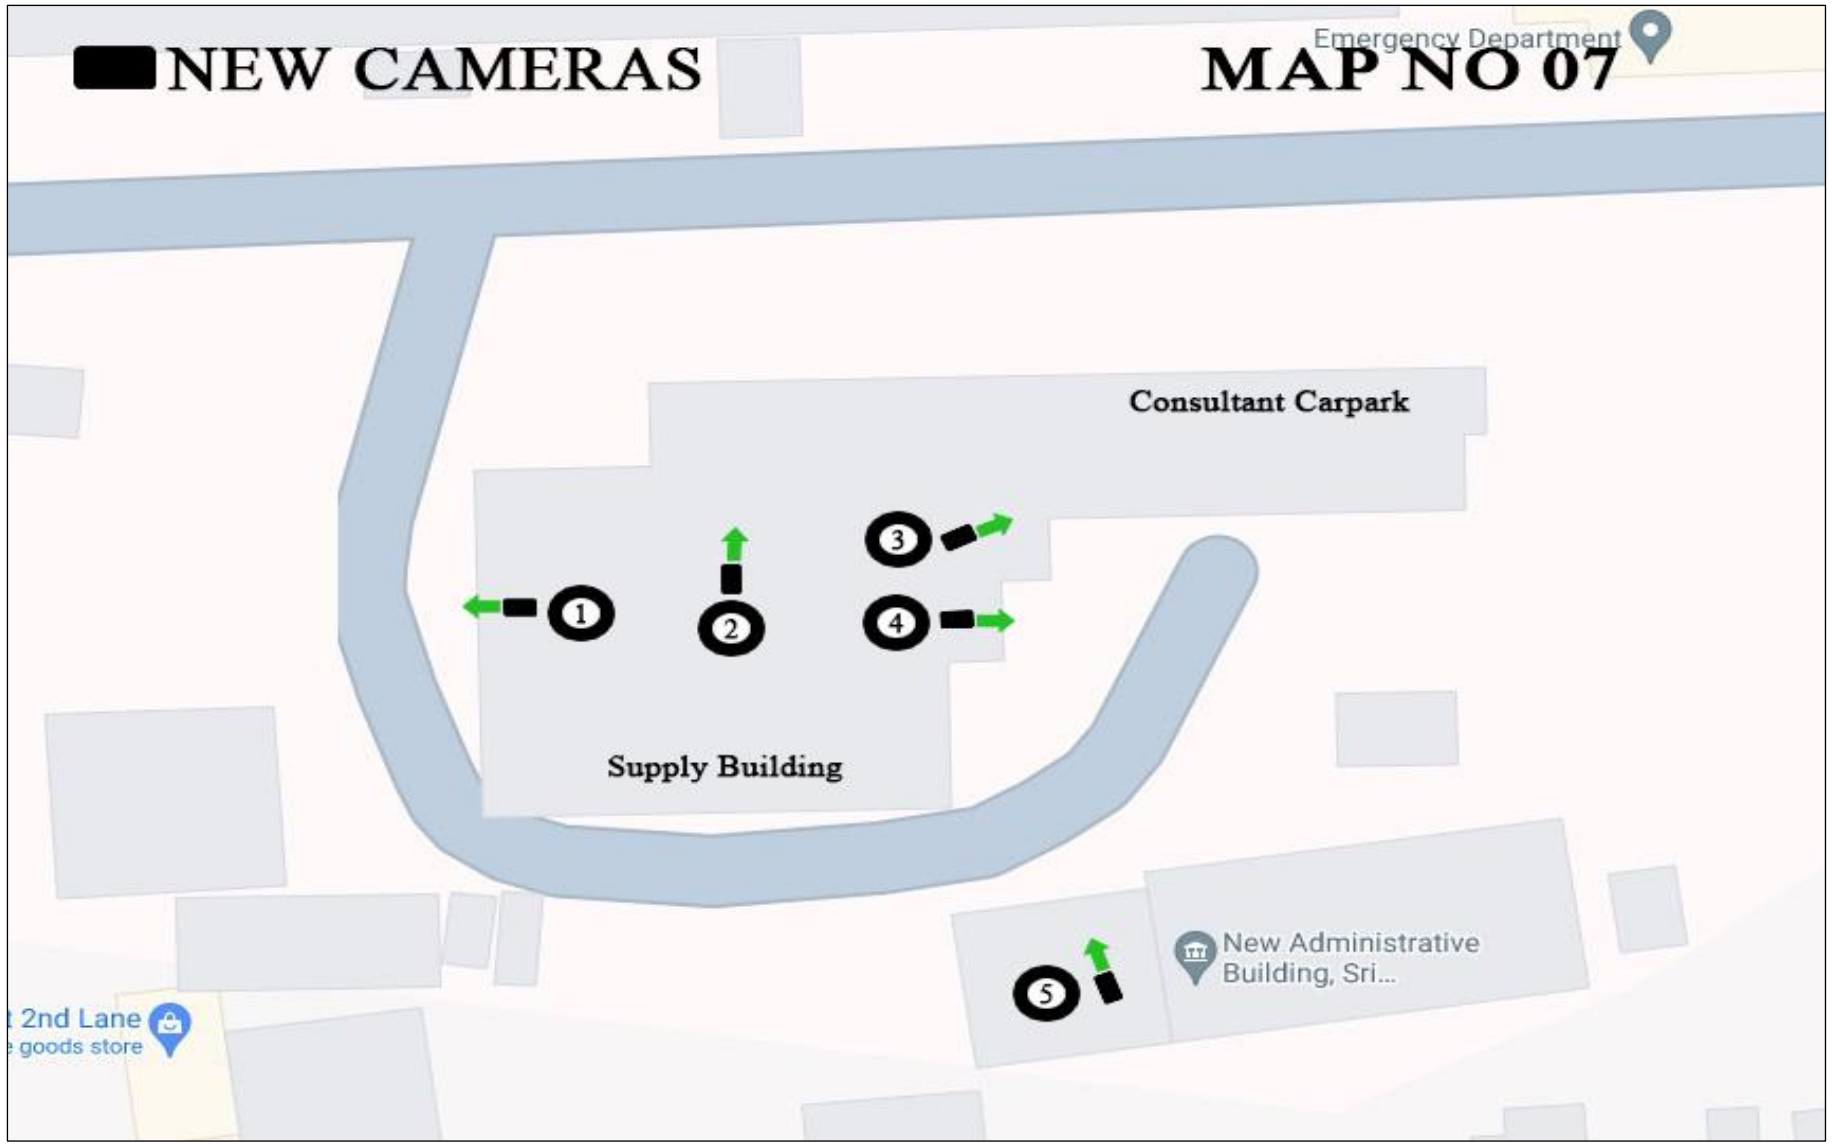 Emergency Department
NEW CAMERAS
MAP NO 07
Consultant Carpark
3
1
2
4
Supply Building
New Administrative
Building, Sri...
5
t 2nd Lane
e goods store